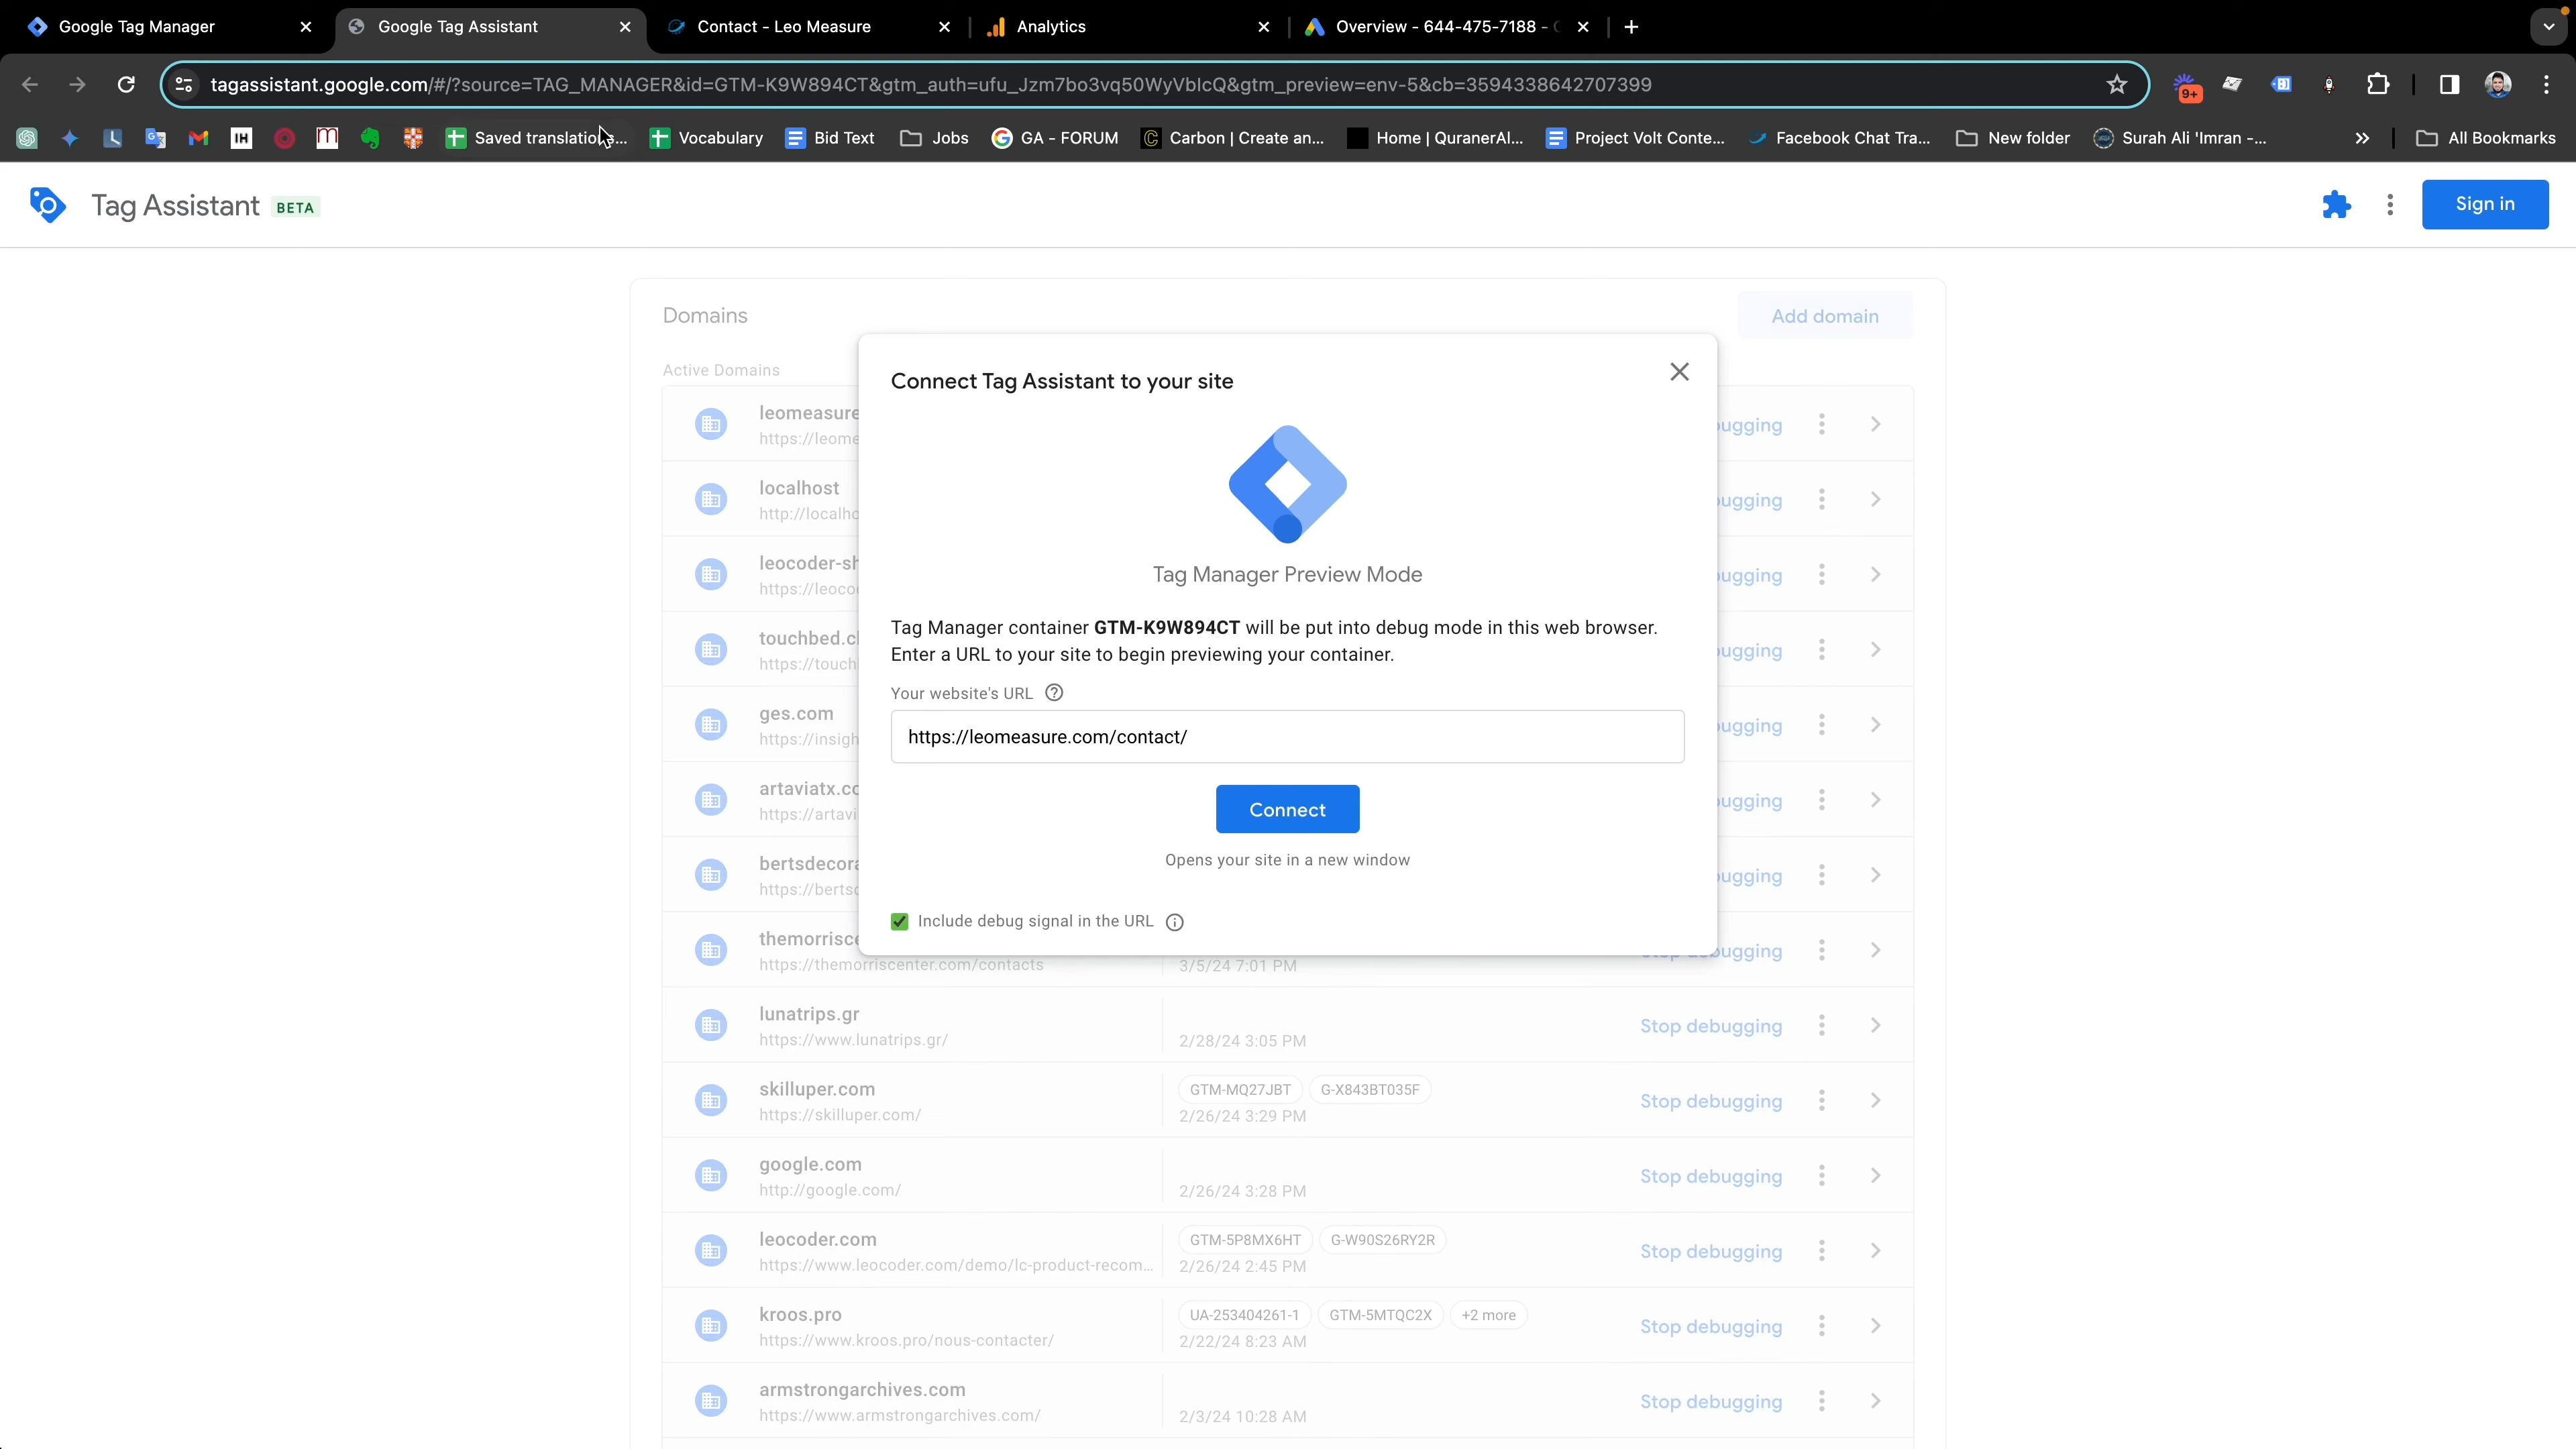 Google Tag Manager
Google Tag Assistant
Contact - Leo Measure
Analytics
Overview - 644-475-7188 -
tagassistant.google.com/#/?source=TAG_MANAGER&id=GTM-K9W894CT&gtm_auth=ufu_Jzm7bo3vq50WyVblcQ&gtm_preview=env-5&cb=3594338642707399
9+
Saved translatio...
Vocabulary
Bid Text
Jobs
GA - FORUM
Carbon | Create an...
Home | QuranerAl...
Project Volt Conte...
Facebook Chat Tra...
New folder
Surah Ali 'Imran -...
All Bookmarks
Tag Assistant BETA
Sign in
Domains
Add domain
Active Domains
leomeasure
https://leome
ugging
localhost
http://localho
ugging
leocoder-sh
https://leoco
ugging
touchbed.c
https://touch
ugging
ges.com
https://insigh
ugging
artaviatx.co
https://artavi
ugging
bertsdecora
https://berts
ugging
themorrisce
https://themorriscenter.com/contacts
3/5/24 7:01 PM
Stop debugging
lunatrips.gr
https://www.lunatrips.gr/
2/28/24 3:05 PM
Stop debugging
skilluper.com
https://skilluper.com/
GTM-MQ27JBT G-X843BT035F
2/26/24 3:29 PM
Stop debugging
google.com
http://google.com/
2/26/24 3:28 PM
Stop debugging
leocoder.com
https://www.leocoder.com/demo/lc-product-recom...
GTM-5P8MX6HT G-W90S26RY2R
2/26/24 2:45 PM
Stop debugging
kroos.pro
https://www.kroos.pro/nous-contacter/
UA-253404261-1 GTM-5MTQC2X +2 more
2/22/24 8:23 AM
Stop debugging
armstrongarchives.com
https://www.armstrongarchives.com/
2/3/24 10:28 AM
Stop debugging
Connect Tag Assistant to your site
Tag Manager Preview Mode
Tag Manager container GTM-K9W894CT will be put into debug mode in this web browser.
Enter a URL to your site to begin previewing your container.
Your website's URL
https://leomeasure.com/contact/
Connect
Opens your site in a new window
Include debug signal in the URL